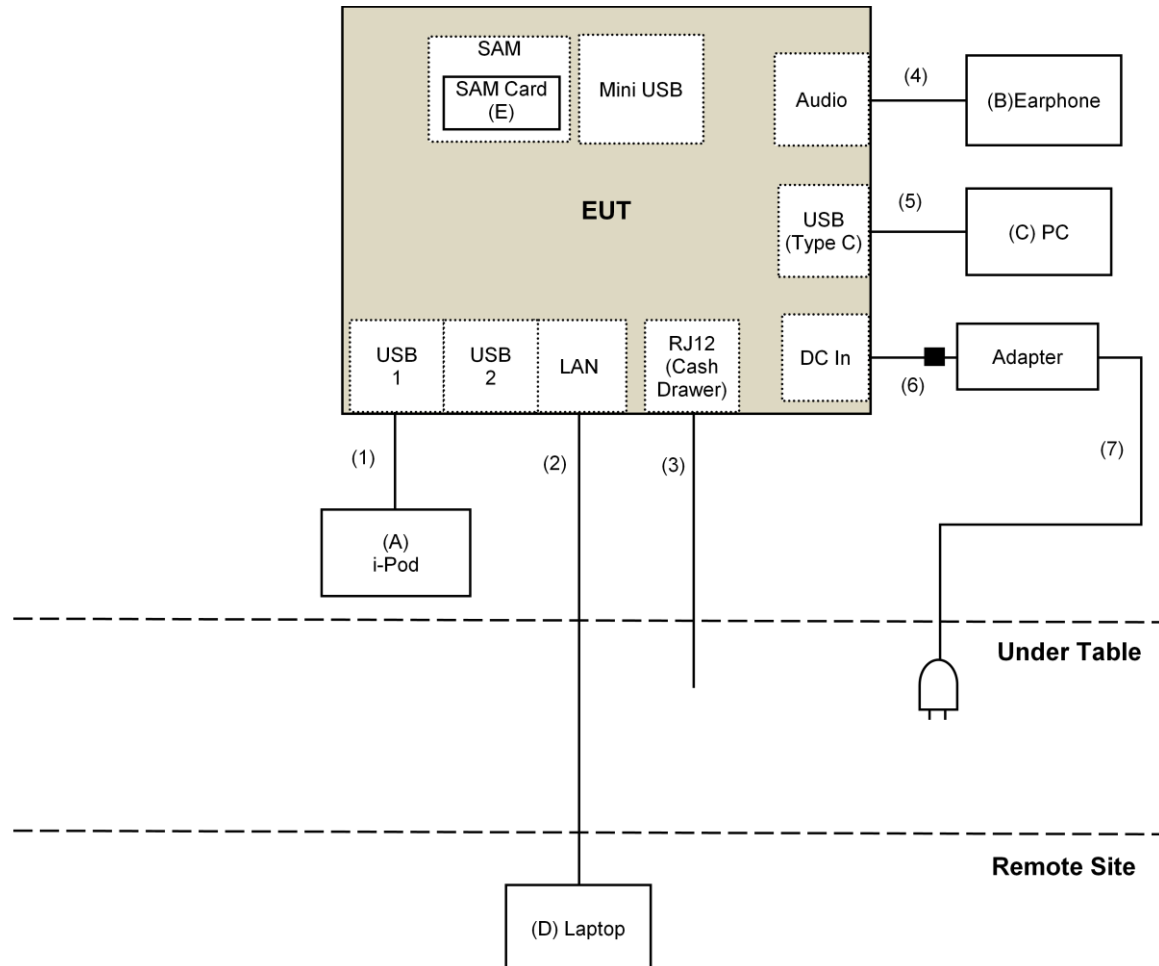 SAM
SAM Card
(E)
Mini USB
Audio
(4)
(B)Earphone
EUT
USB
(Type C)
(5)
(C) PC
USB
1
USB
2
LAN
RJ12
(Cash
Drawer)
DC In
(6)
Adapter
(7)
(1)
(2)
(3)
(A)
i-Pod
Under Table
Remote Site
(D) Laptop